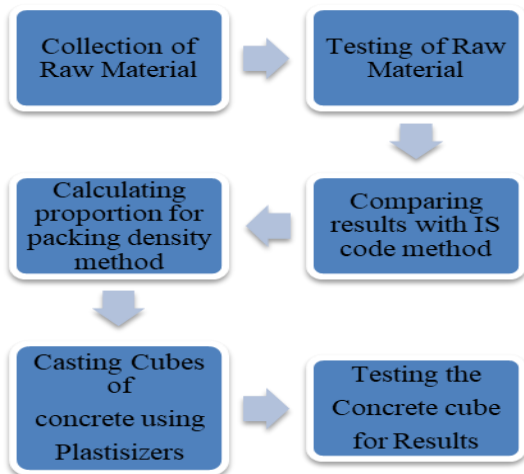 Collection of
Raw Material
Testing of Raw
Material
Comparing
results with IS
code method
Calculating
proportion for
packing density
method
Casting Cubes
of
concrete using
Plastisizers
Testing the
Concrete cube
for Results